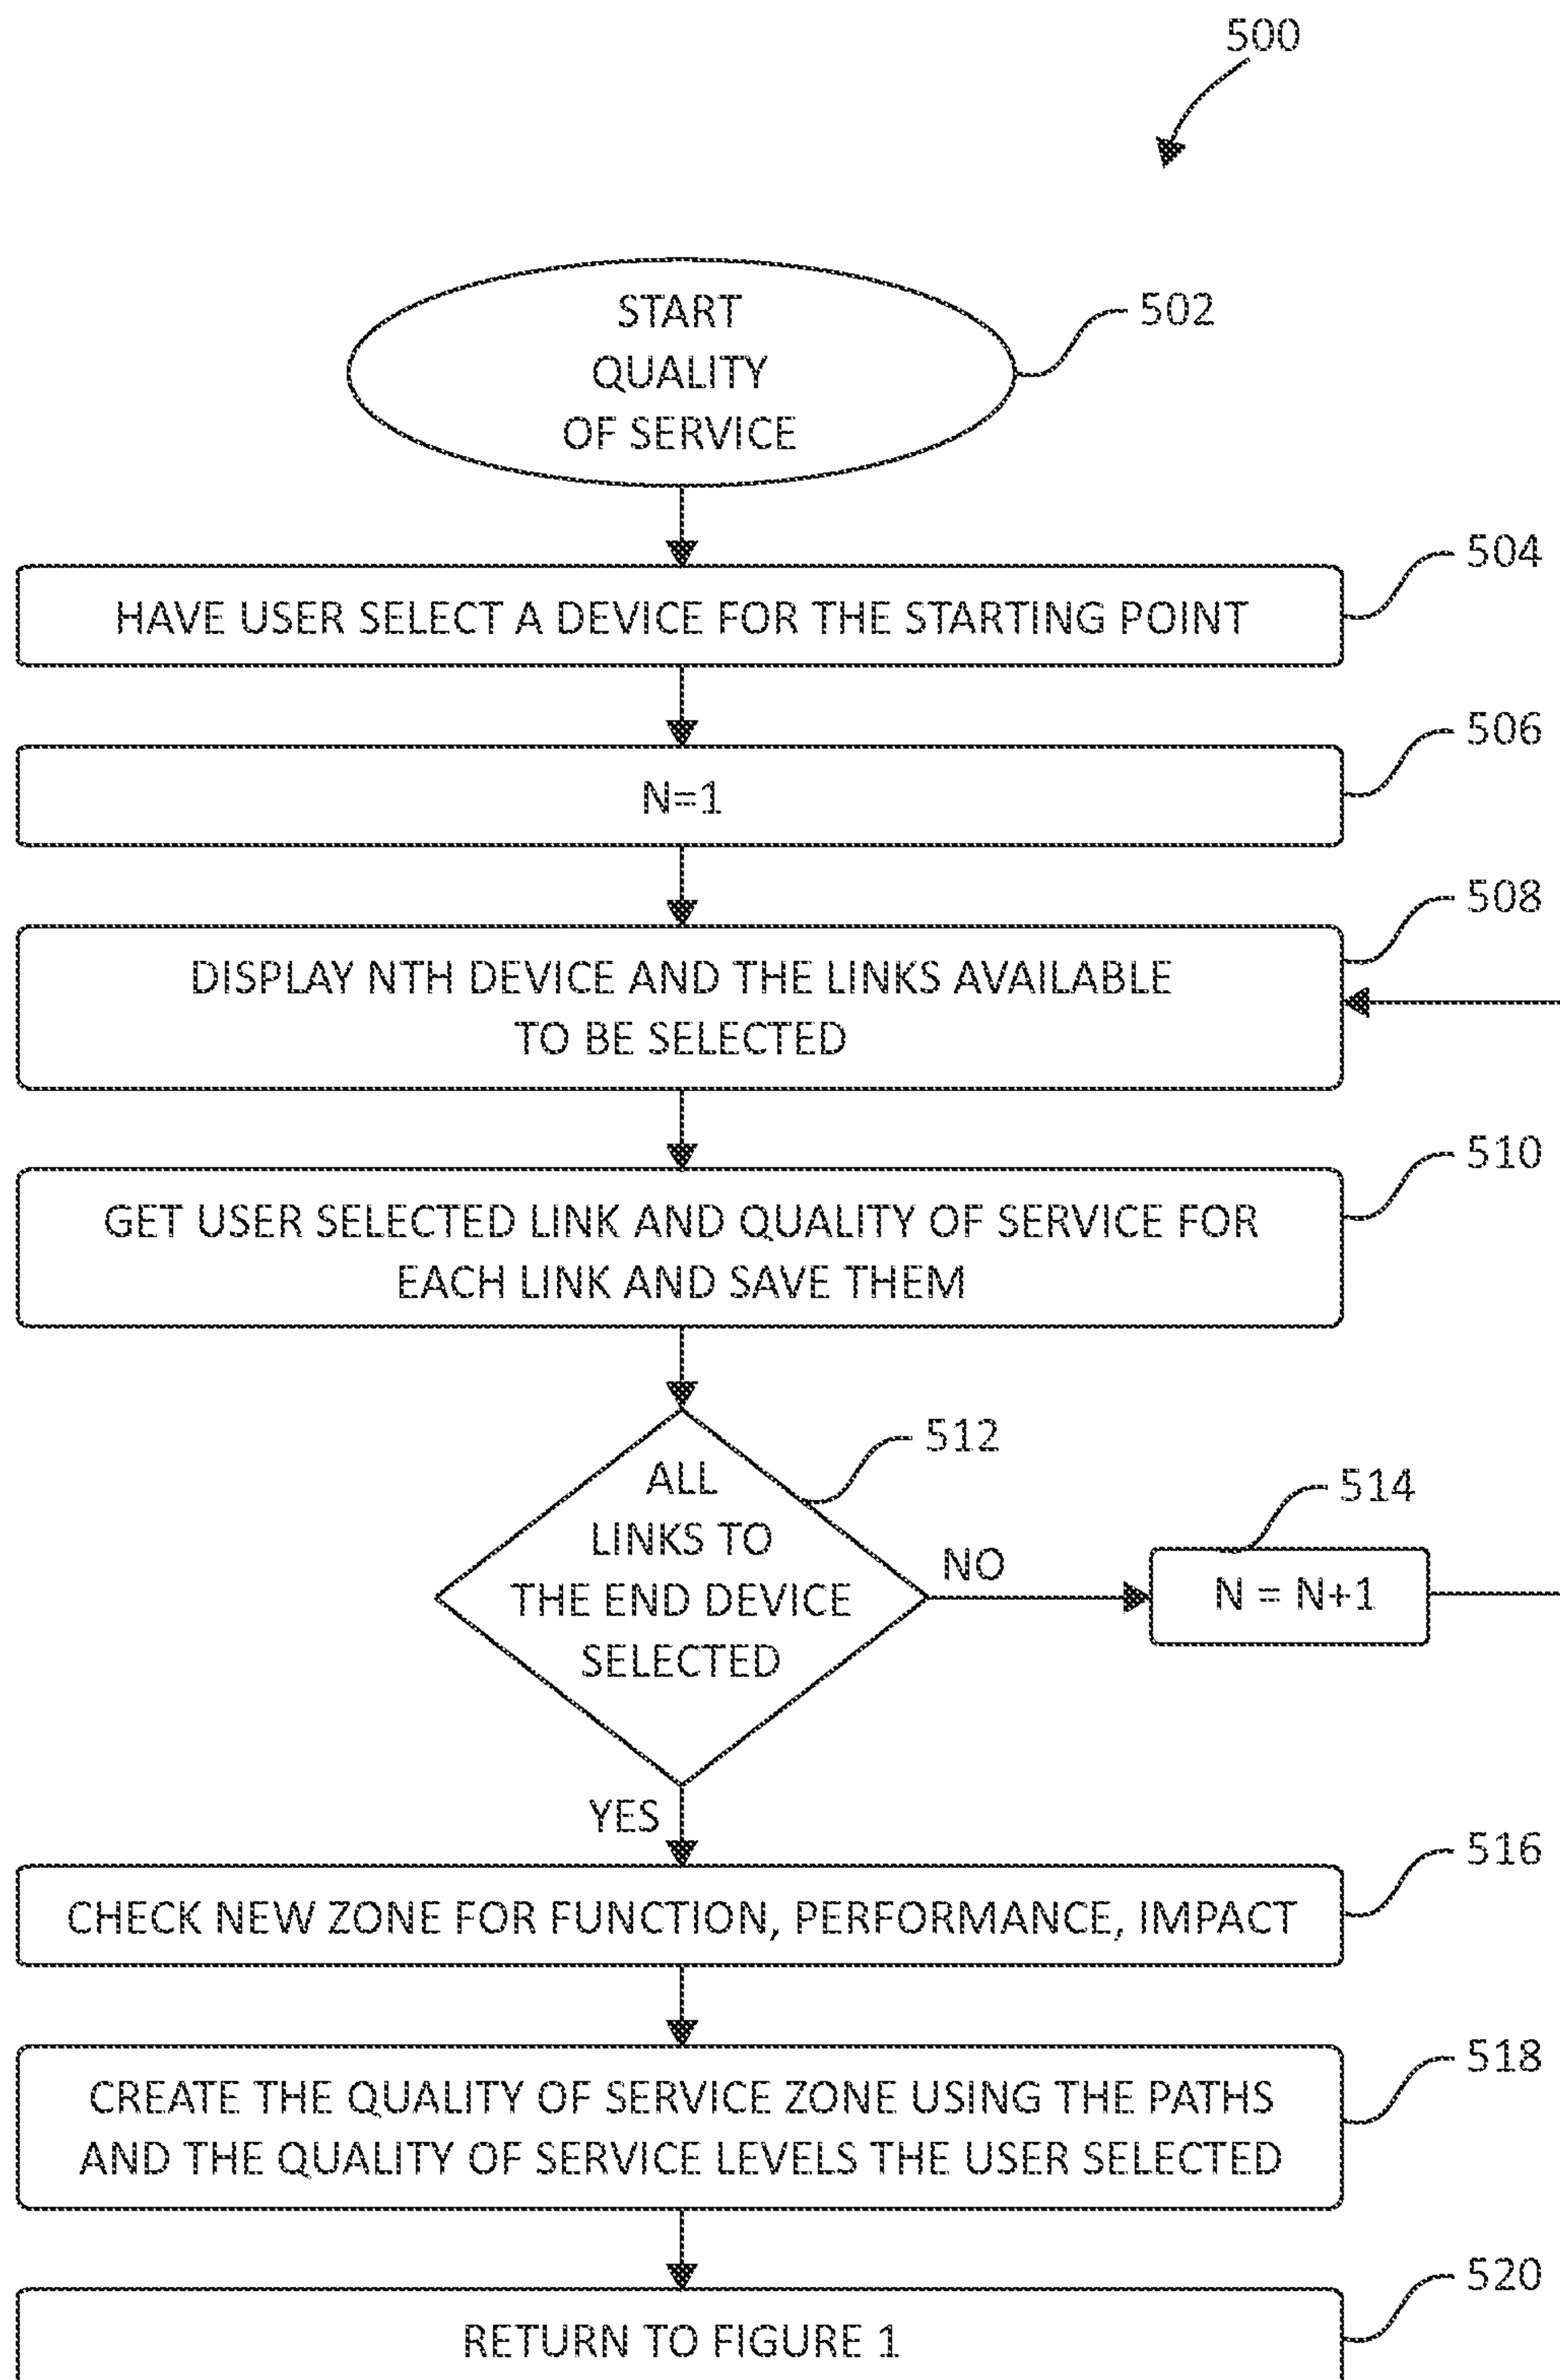 500
START
QUALITY
OF SERVICE
502
HAVE USER SELECT A DEVICE FOR THE STARTING POINT
504
N=1
506
DISPLAY NTH DEVICE AND THE LINKS AVAILABLE
TO BE SELECTED
508
GET USER SELECTED LINK AND QUALITY OF SERVICE FOR
EACH LINK AND SAVE THEM
510
ALL
LINKS TO
THE END DEVICE
SELECTED
512
NO
514
N = N+1
YES
CHECK NEW ZONE FOR FUNCTION, PERFORMANCE, IMPACT
516
CREATE THE QUALITY OF SERVICE ZONE USING THE PATHS
AND THE QUALITY OF SERVICE LEVELS THE USER SELECTED
518
RETURN TO FIGURE 1
520